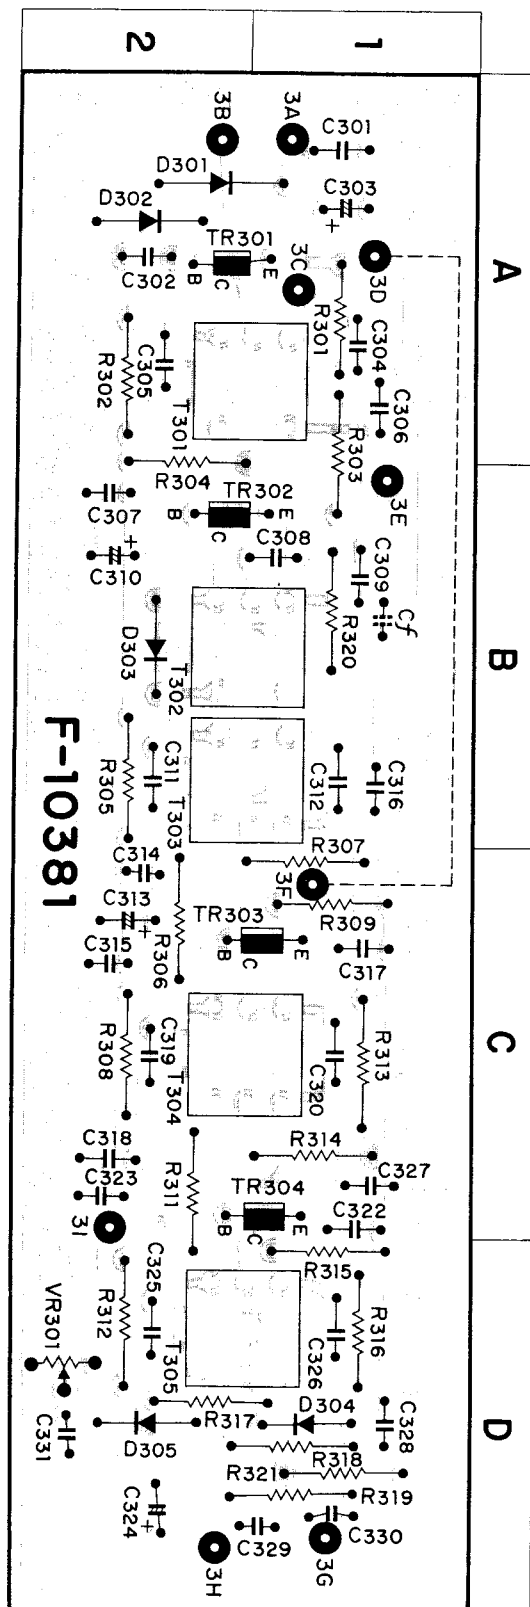 2
1
3B
3A
C301
D301
C303
+
D302
TR301
B
C
E
3C
3D
A
C302
R301
C304
R302
C305
T301
C306
R303
R304
3E
TR302
B
C
E
C307
C308
+
C310
C309
Cf
R320
D303
T302
B
F-10381
R305
C311
T303
C312
C316
C314
R307
3F
C313
+
TR303
R309
B
C
E
C315
R306
C317
C
R308
C319
T304
C320
R313
C318
R314
C323
R311
TR304
C327
B
C
E
C322
3I
R315
VR301
R312
C325
T305
C326
R316
R317
D304
C331
D305
C328
D
R318
R321
R319
C324
+
C330
C329
3H
3G